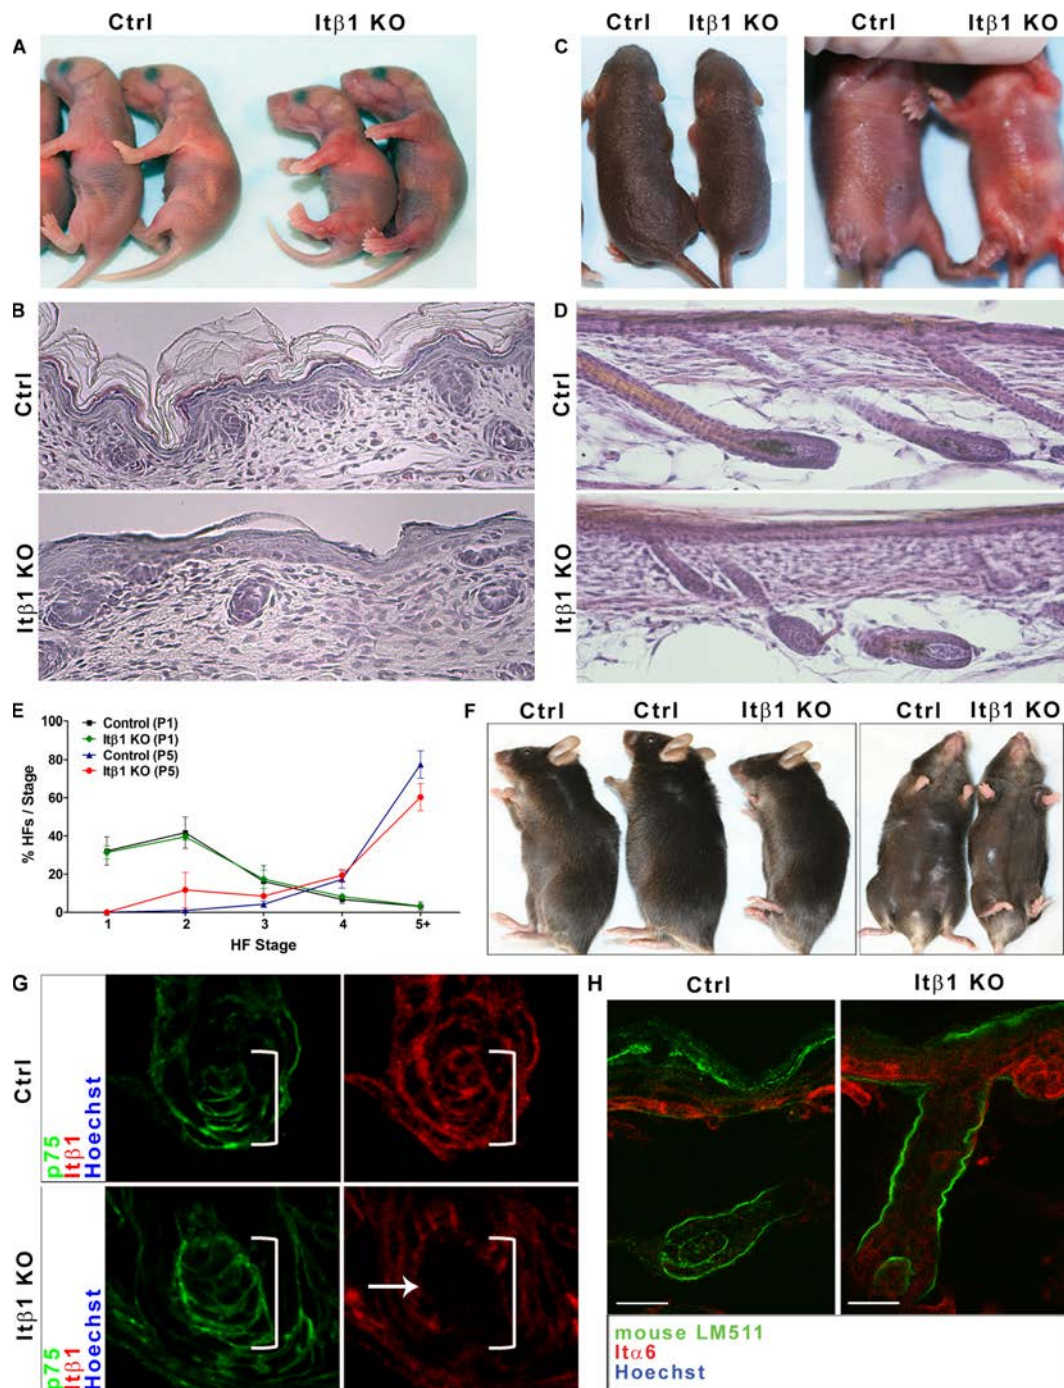 Ctrl Itβ1 KO
A
Ctrl Itβ1 KO
C
Ctrl Itβ1 KO
B
Ctrl
Itβ1 KO
D
Ctrl
Itβ1 KO
E
Control (P1)
Itβ1 KO (P1)
Control (P5)
Itβ1 KO (P5)
% HFs / Stage
100
80
60
40
20
0
1 2 3 4 5+
HF Stage
F
Ctrl Ctrl Itβ1 KO
Ctrl Itβ1 KO
G
Ctrl
p75
Itβ1
Hoechst
Itβ1 KO
p75
Itβ1
Hoechst
H
Ctrl Itβ1 KO
mouse LM511
Itα6
Hoechst